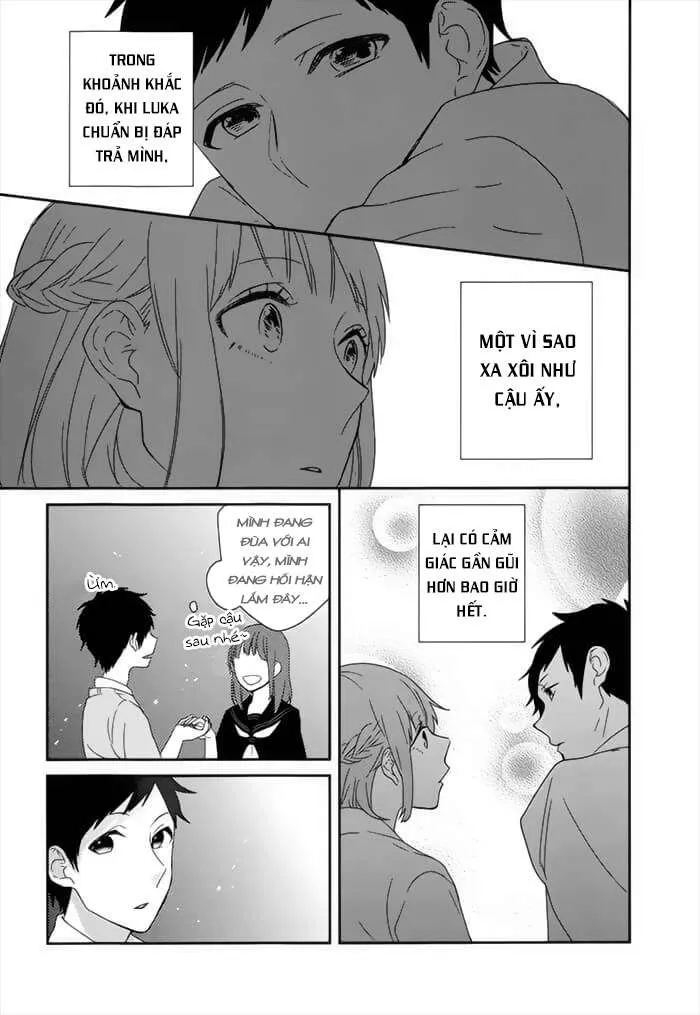 TRONG
KHOẢNH KHẮC
ĐÓ, KHI LUKA
CHUẨN BỊ ĐÁP
TRẢ MÌNH,
MỘT VÌ SAO
XA XÔI NHƯ
CẬU ẤY,
LẠI CÓ CẢM
GIÁC GẦN GŨI
HƠN BAO GIỜ
HẾT.
MÌNH ĐANG
ĐÙA VỚI AI
VẬY, MÌNH
ĐANG HỐI HẬN
LẮM ĐÂY...
Gặp cậu
sau nhé~
Ừm.